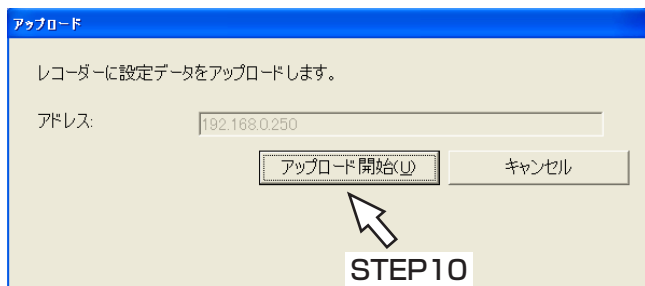 アップロード
レコーダーに設定データをアップロードします。
アドレス: 192.168.0.250
アップロード開始(U) キャンセル
STEP10